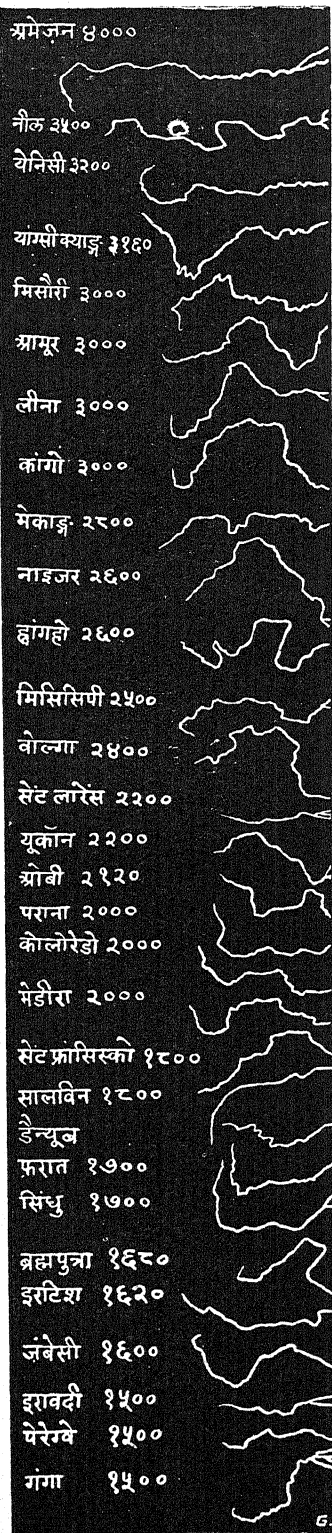 अमेज़न ४०००
नील ३५००
येनिसी ३२००
यांग्सी क्याङ्ग ३१६०
मिसौरी ३०००
आमूर ३०००
लीना ३०००
कांगो ३०००
मेकाङ्ग २८००
नाइजर २६००
ह्वांगहो २६००
मिसिसिपी २५००
वोल्गा २४००
सेंट लारेंस २२००
यूकॉन २२००
ओबी २१२०
पराना २०००
कोलोरेडो २०००
मेडीरा २०००
सेंट फ्रांसिस्को १८००
सालविन १८००
डैन्यूब
फ़रात १७००
सिंधु १७००
ब्रह्मपुत्रा १६८०
इरटिश १६२०
ज़ंबेसी १६००
इरावदी १५००
पेरेग्वे १५००
गंगा १५००
G